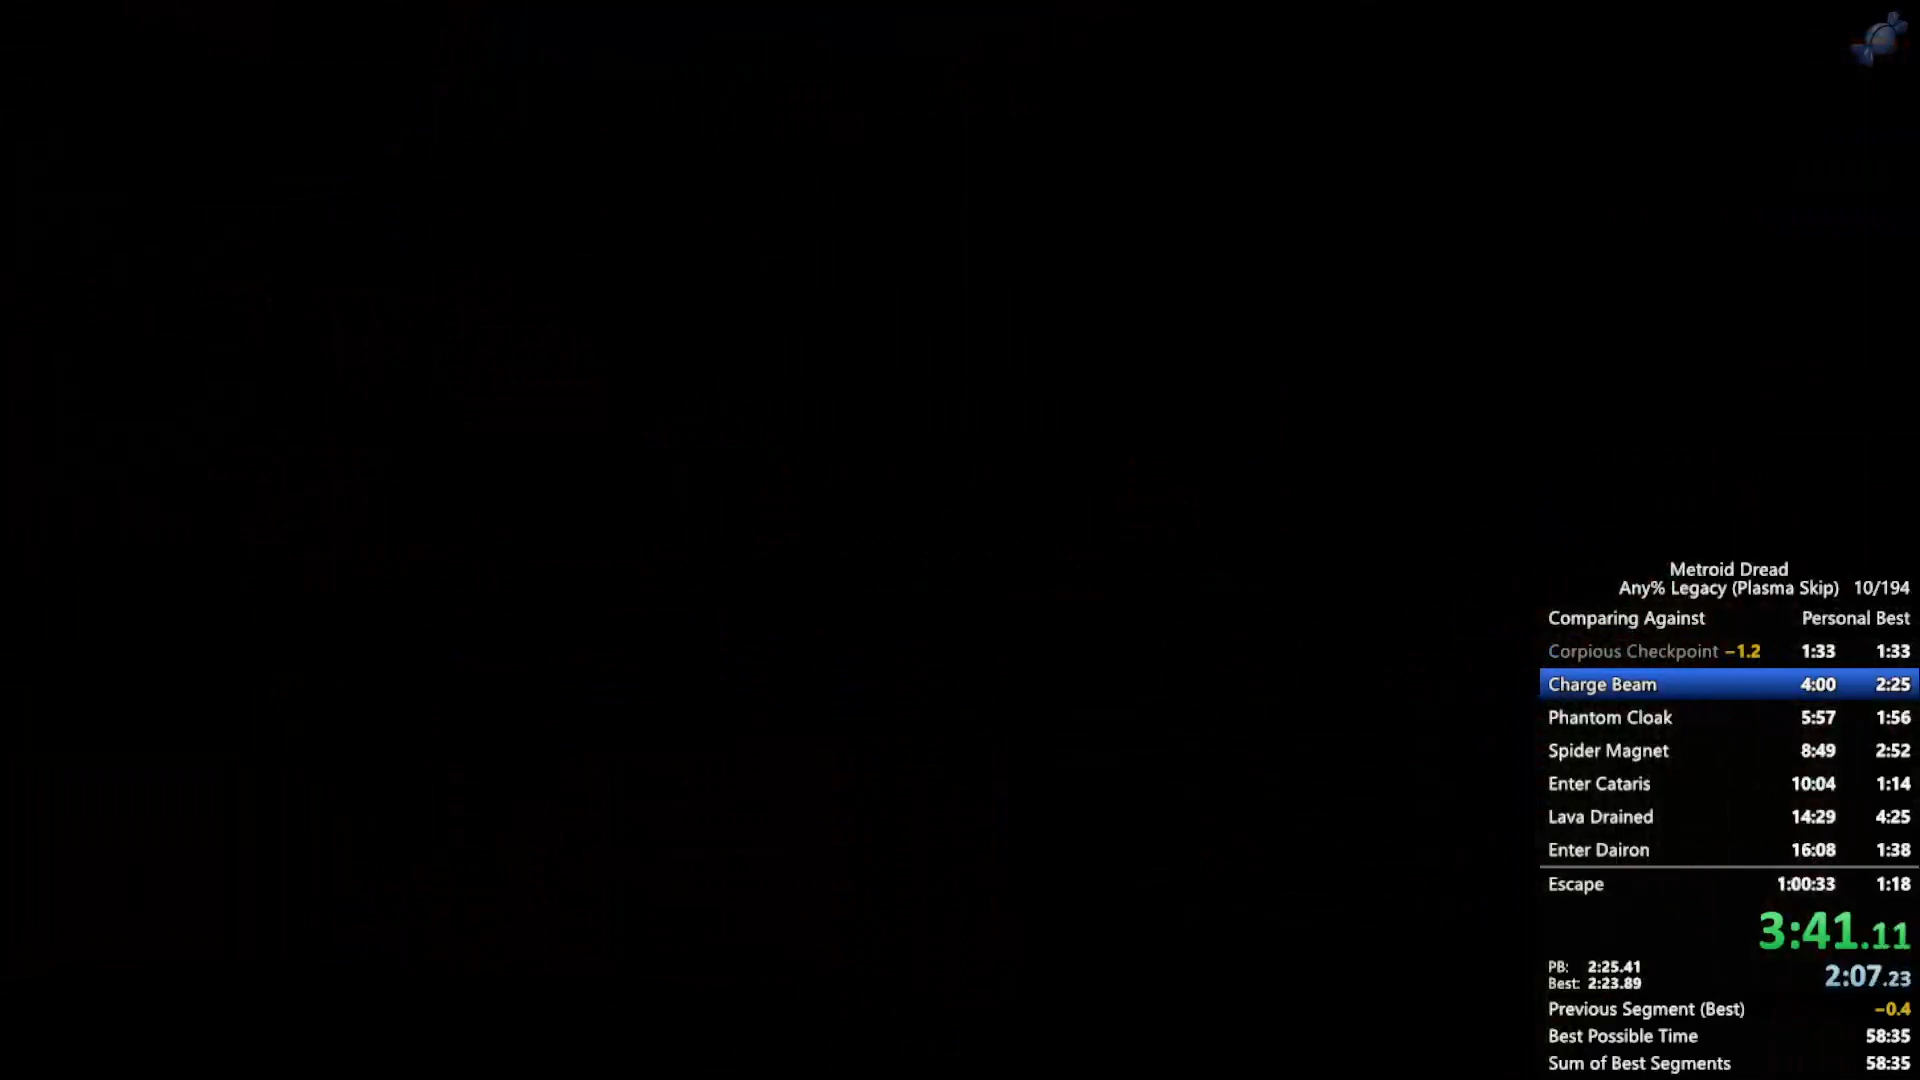 Metroid Dread
Any% Legacy (Plasma Skip) 10/194
Comparing Against Personal Best
Corpious Checkpoint −1.2 1:33 1:33
Charge Beam 4:00 2:25
Phantom Cloak 5:57 1:56
Spider Magnet 8:49 2:52
Enter Cataris 10:04 1:14
Lava Drained 14:29 4:25
Enter Dairon 16:08 1:38
Escape 1:00:33 1:18
3:41.11
PB: 2:25.41
Best: 2:23.89
2:07.23
Previous Segment (Best) −0.4
Best Possible Time 58:35
Sum of Best Segments 58:35